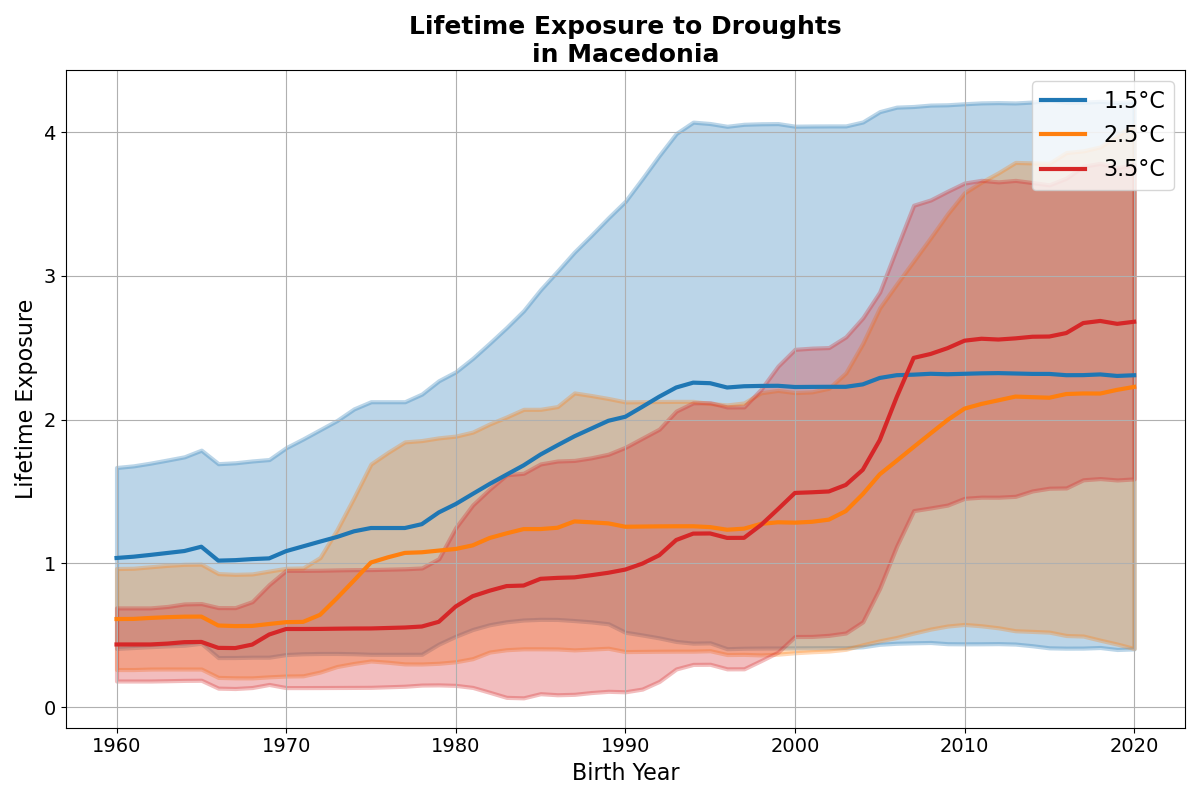 Lifetime Exposure to Droughts
in Macedonia
1.5°C
2.5°C
3.5°C
Lifetime Exposure
4
3
2
1
0
1960 1970 1980 1990 2000 2010 2020
Birth Year